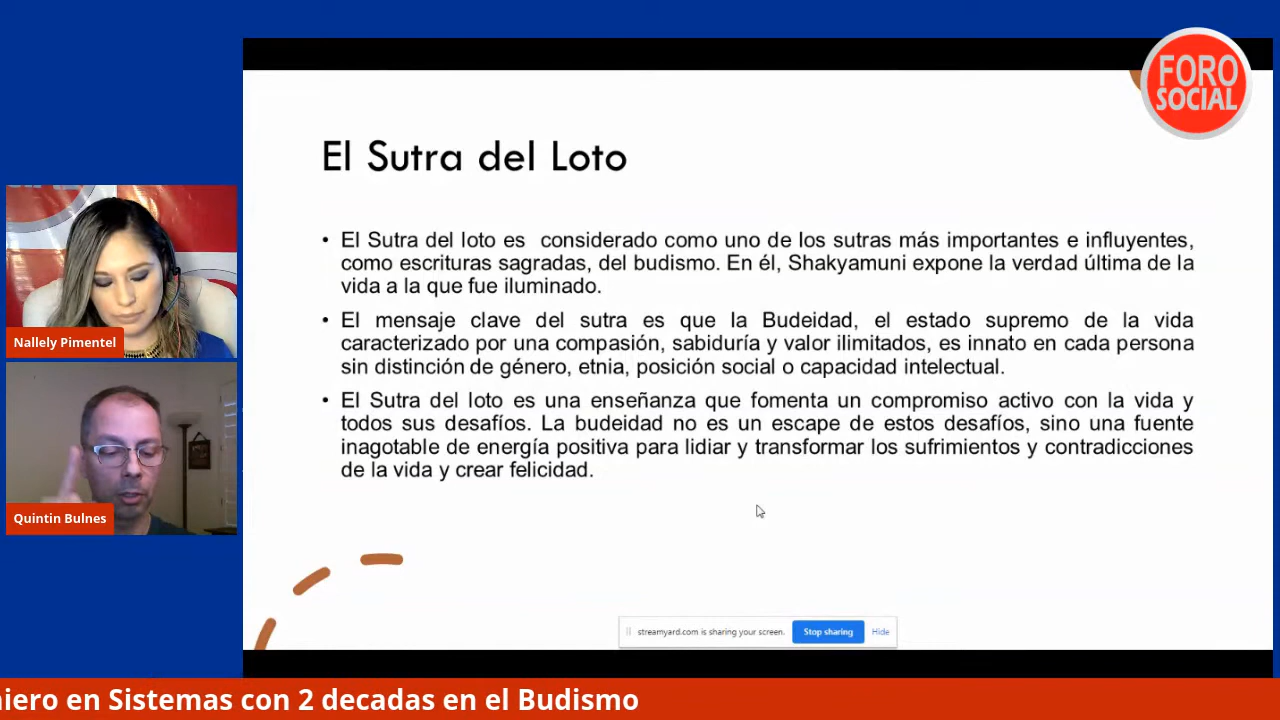 FORO
SOCIAL
El Sutra del Loto
• El Sutra del loto es considerado como uno de los sutras más importantes e influyentes,
como escrituras sagradas, del budismo. En él, Shakyamuni expone la verdad última de la
vida a la que fue iluminado.
• El mensaje clave del sutra es que la Budeidad, el estado supremo de la vida
caracterizado por una compasión, sabiduría y valor ilimitados, es innato en cada persona
sin distinción de género, etnia, posición social o capacidad intelectual.
• El Sutra del loto es una enseñanza que fomenta un compromiso activo con la vida y
todos sus desafíos. La budeidad no es un escape de estos desafíos, sino una fuente
inagotable de energía positiva para lidiar y transformar los sufrimientos y contradicciones
de la vida y crear felicidad.
Nallely Pimentel
Quintin Bulnes
streamyard.com is sharing your screen. Stop sharing Hide
niero en Sistemas con 2 decadas en el Budismo